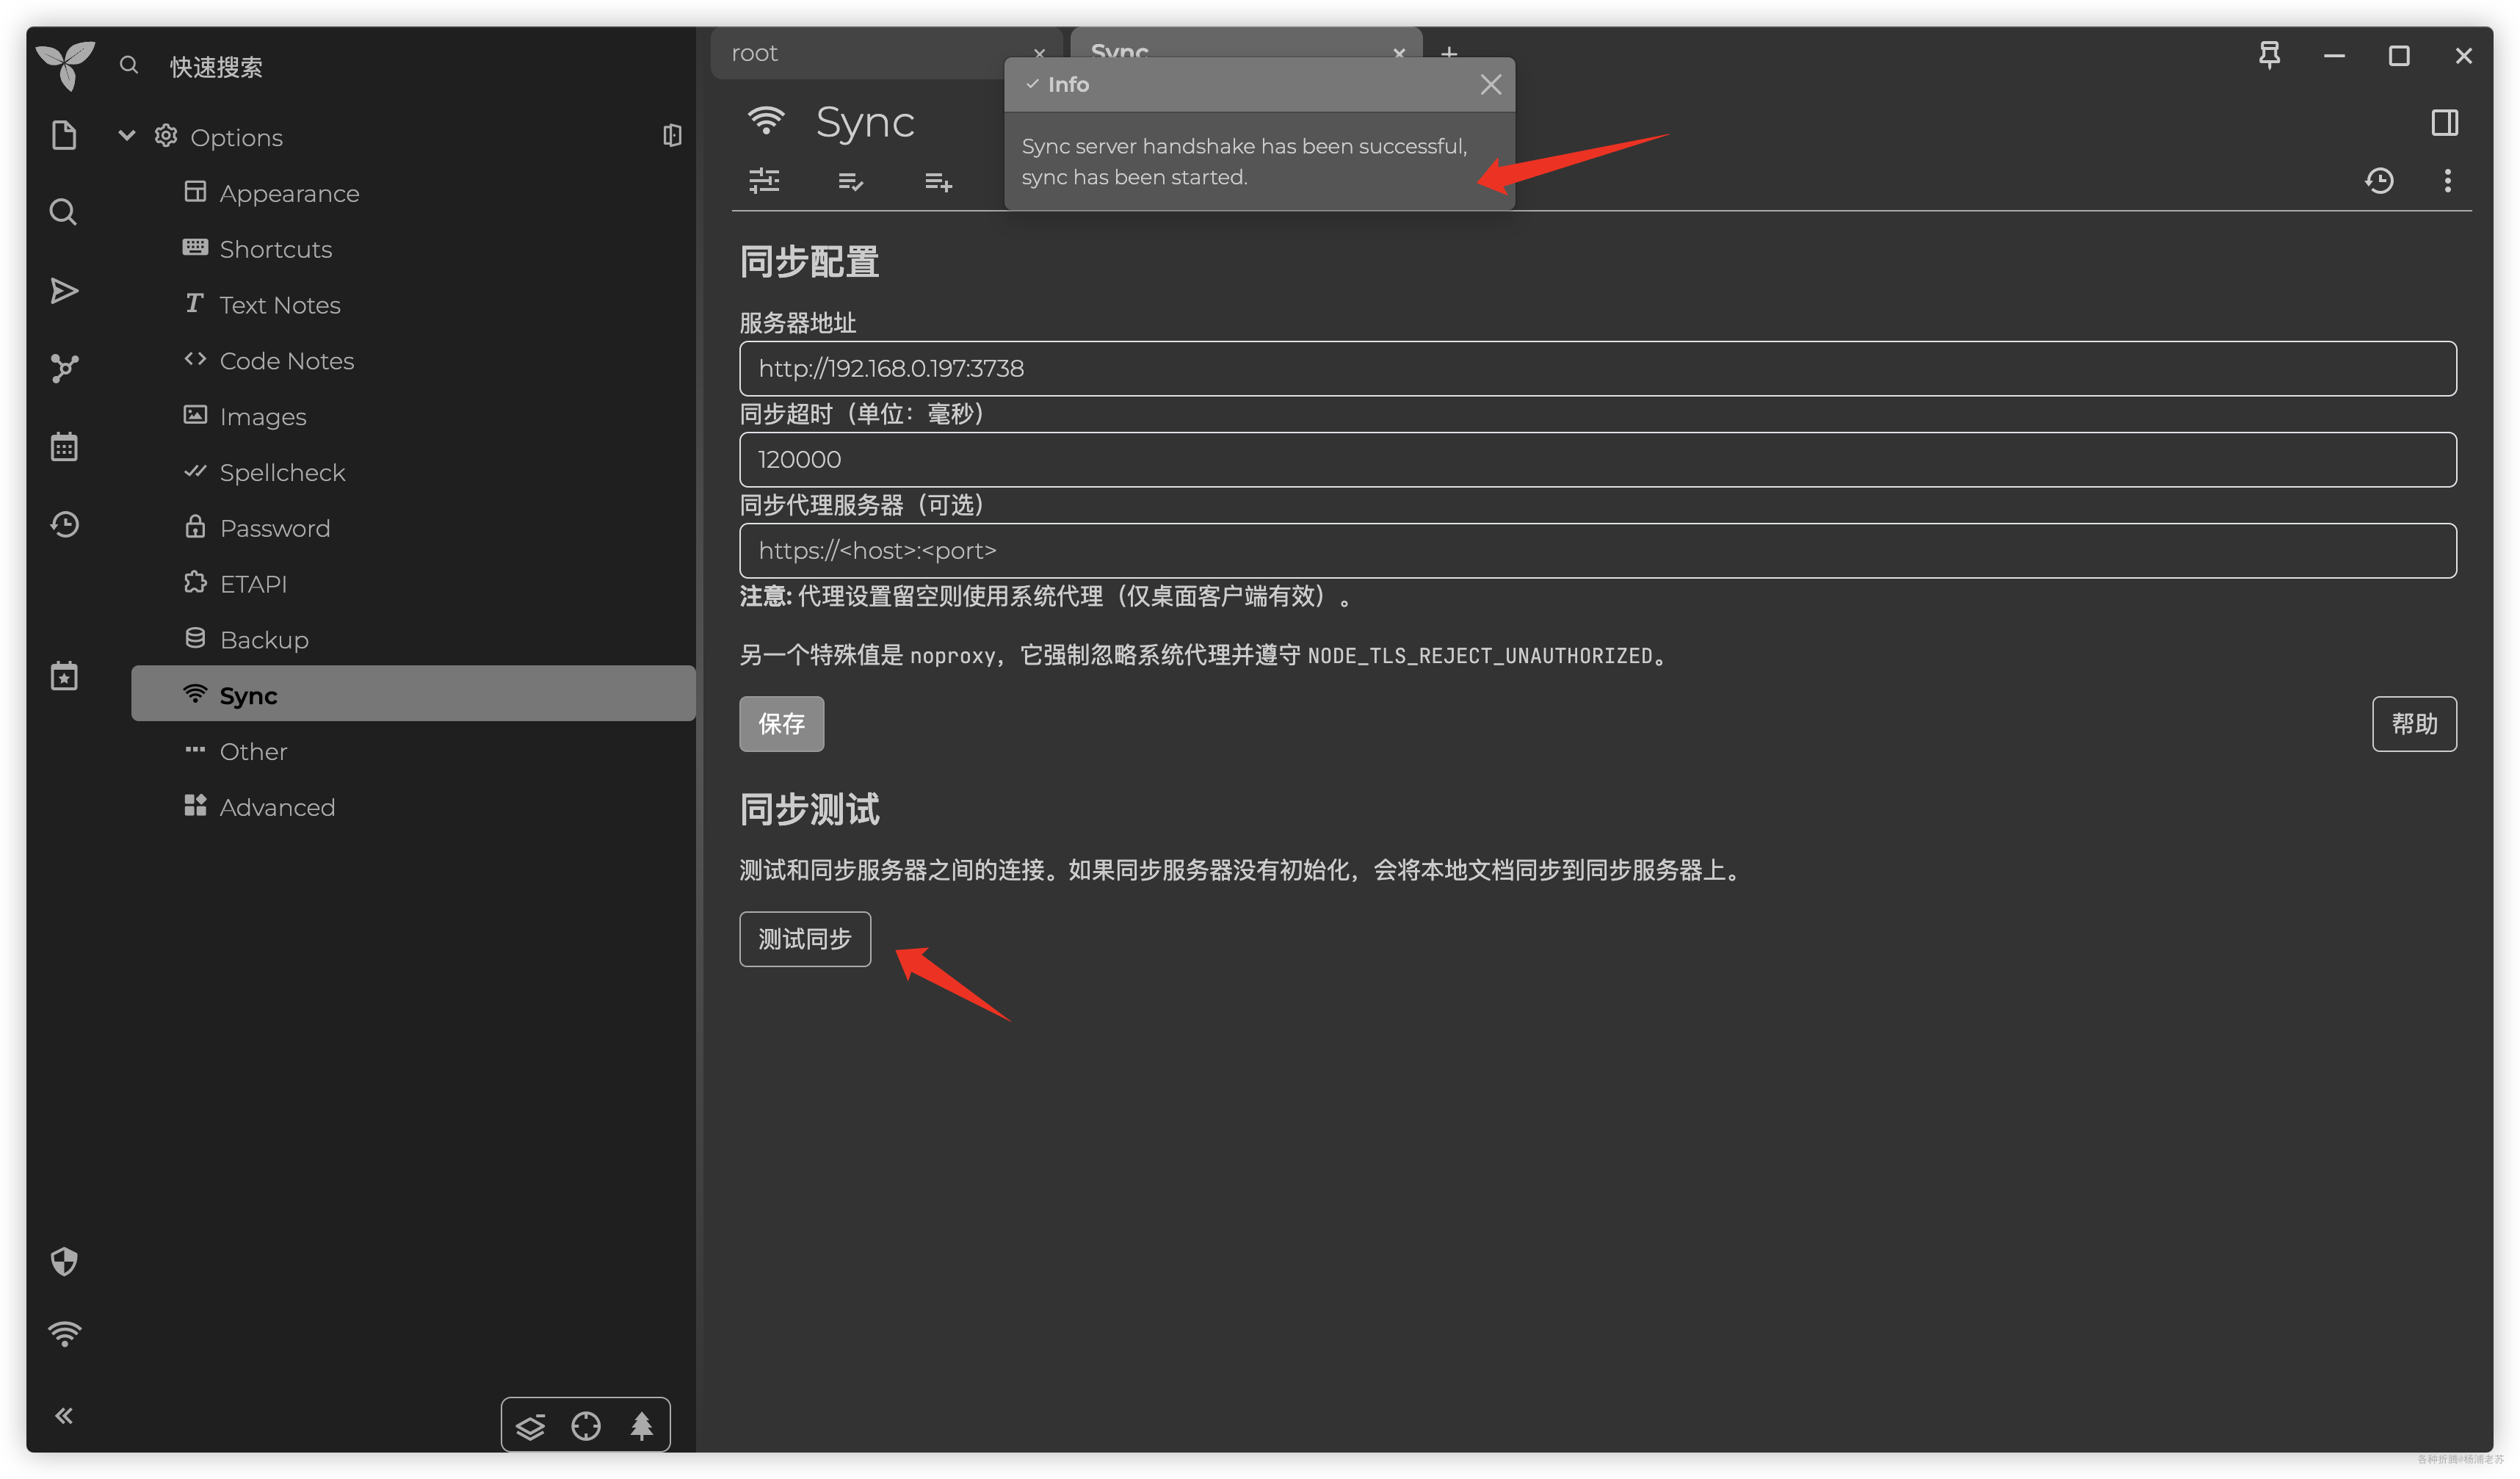 快速搜索
root
Sync
Info
Sync server handshake has been successful,
sync has been started.
Options
Appearance
Shortcuts
Text Notes
Code Notes
Images
Spellcheck
Password
ETAPI
Backup
Sync
Other
Advanced
Sync
同步配置
服务器地址
http://192.168.0.197:3738
同步超时（单位：毫秒）
120000
同步代理服务器（可选）
https://<host>:<port>
注意: 代理设置留空则使用系统代理（仅桌面客户端有效）。
另一个特殊值是 noproxy，它强制忽略系统代理并遵守 NODE_TLS_REJECT_UNAUTHORIZED。
保存
帮助
同步测试
测试和同步服务器之间的连接。如果同步服务器没有初始化，会将本地文档同步到同步服务器上。
测试同步
各种折腾@杨浦老苏